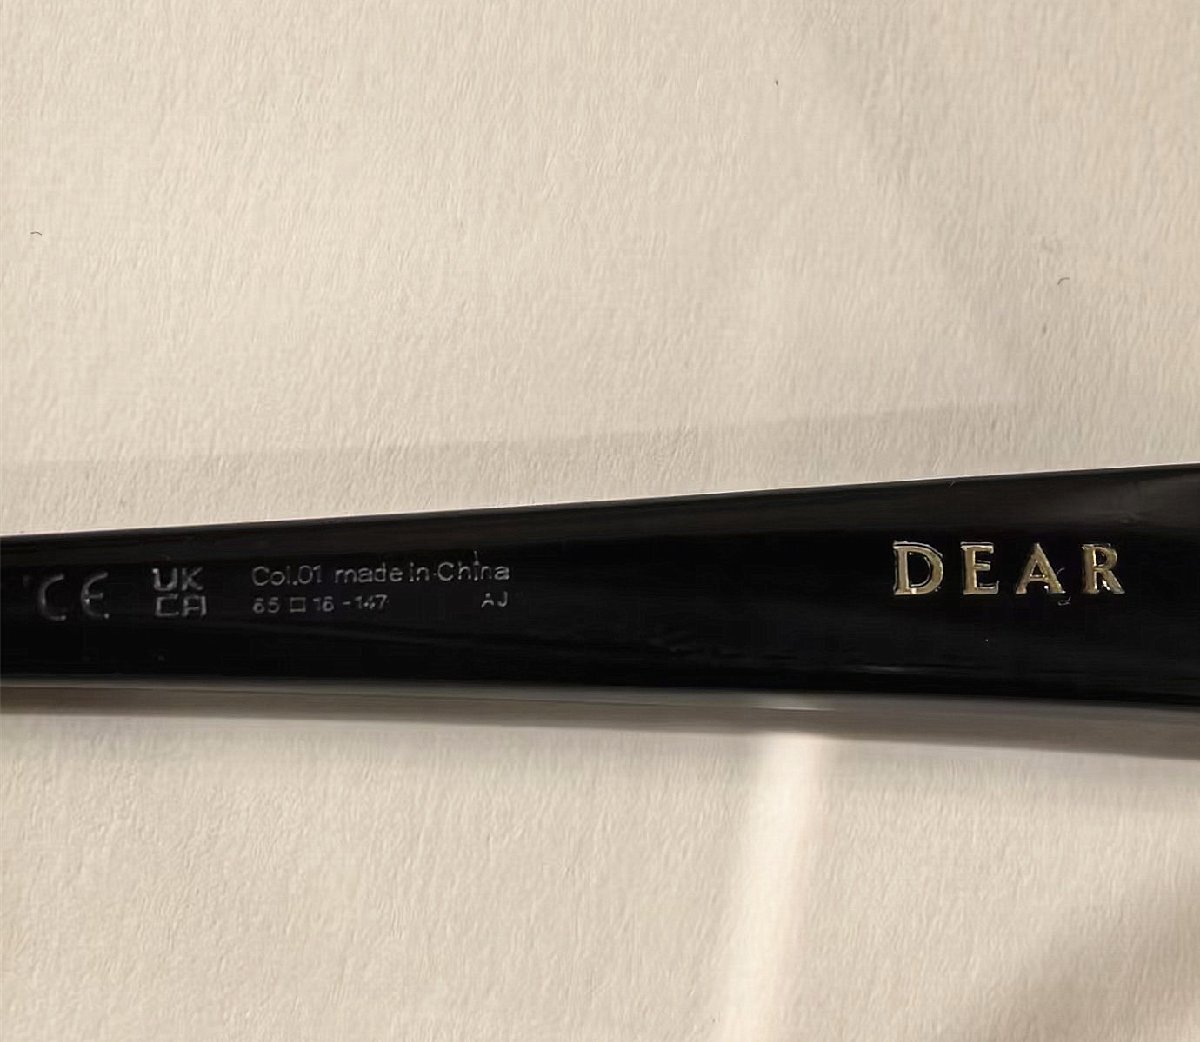 CE
UK
CA
Col.01 made in China
65□16-147 AJ
DEAR